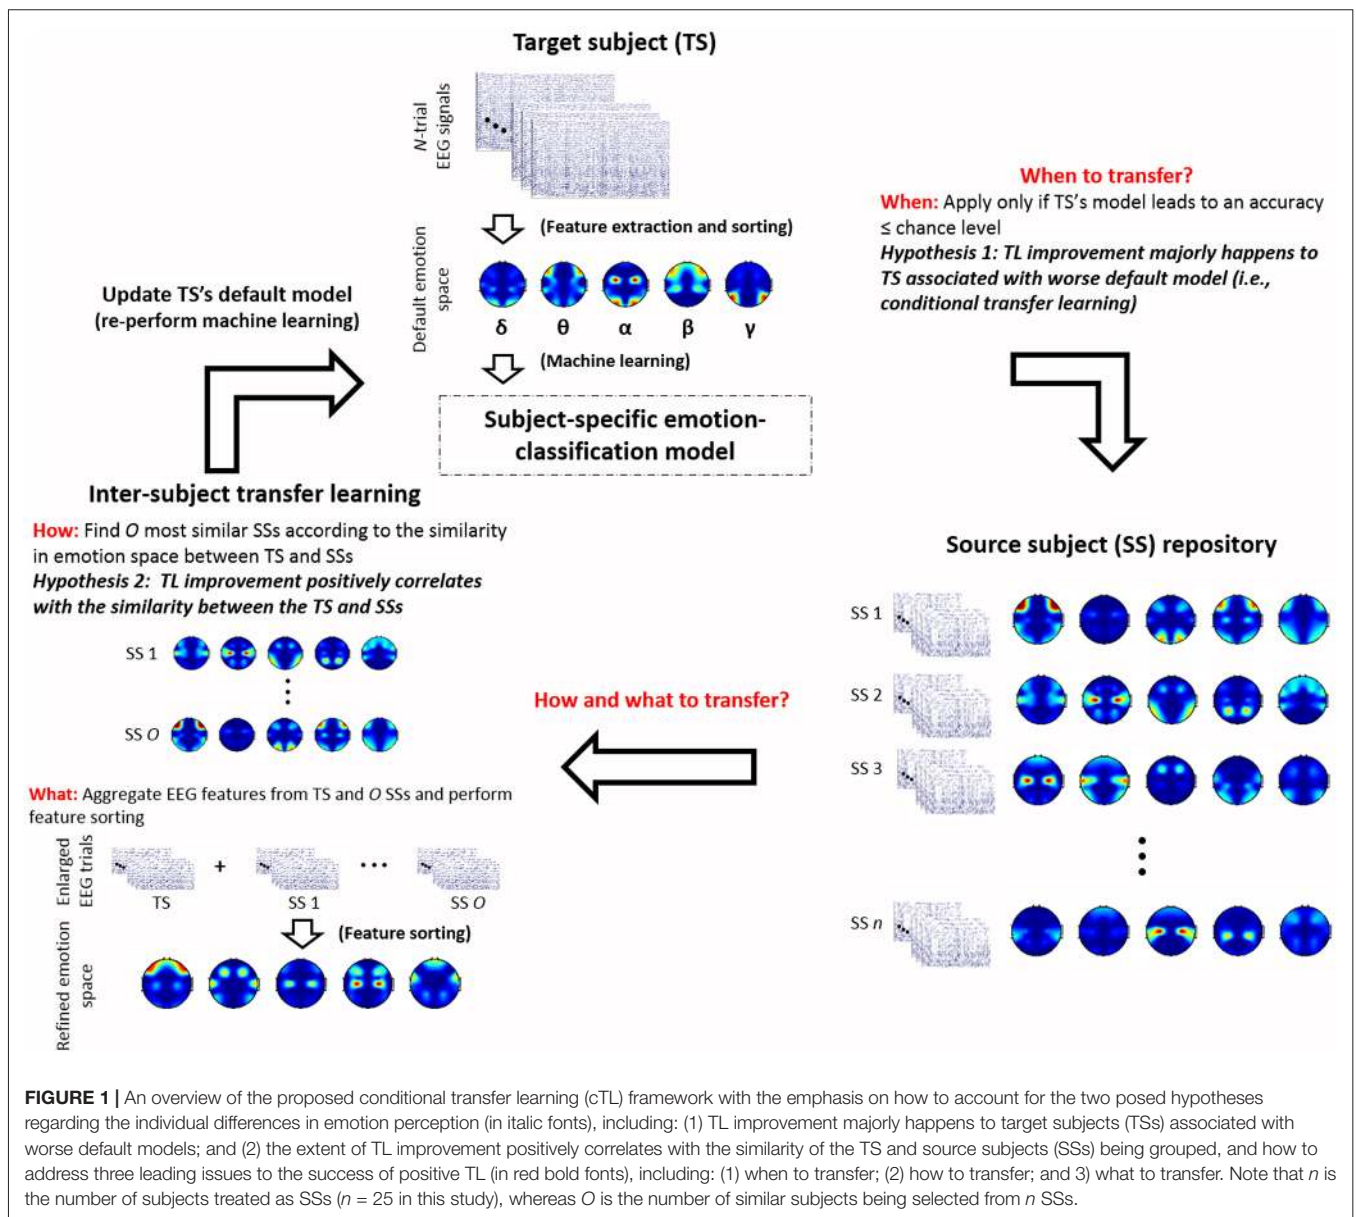 Target subject (TS)
N-trial
EEG signals
(Feature extraction and sorting)
Default emotion
space
δ θ α β γ
(Machine learning)
Subject-specific emotion-
classification model
When to transfer?
When: Apply only if TS's model leads to an accuracy
≤ chance level
Hypothesis 1: TL improvement majorly happens to
TS associated with worse default model (i.e.,
conditional transfer learning)
Source subject (SS) repository
SS 1
SS 2
SS 3
SS n
How and what to transfer?
Update TS's default model
(re-perform machine learning)
Inter-subject transfer learning
How: Find O most similar SSs according to the similarity
in emotion space between TS and SSs
Hypothesis 2: TL improvement positively correlates
with the similarity between the TS and SSs
SS 1
SS O
What: Aggregate EEG features from TS and O SSs and perform
feature sorting
Enlarged
EEG trials
+
TS SS 1 SS O
(Feature sorting)
Refined emotion
space
FIGURE 1 | An overview of the proposed conditional transfer learning (cTL) framework with the emphasis on how to account for the two posed hypotheses
regarding the individual differences in emotion perception (in italic fonts), including: (1) TL improvement majorly happens to target subjects (TSs) associated with
worse default models; and (2) the extent of TL improvement positively correlates with the similarity of the TS and source subjects (SSs) being grouped, and how to
address three leading issues to the success of positive TL (in red bold fonts), including: (1) when to transfer; (2) how to transfer; and 3) what to transfer. Note that n is
the number of subjects treated as SSs (n = 25 in this study), whereas O is the number of similar subjects being selected from n SSs.